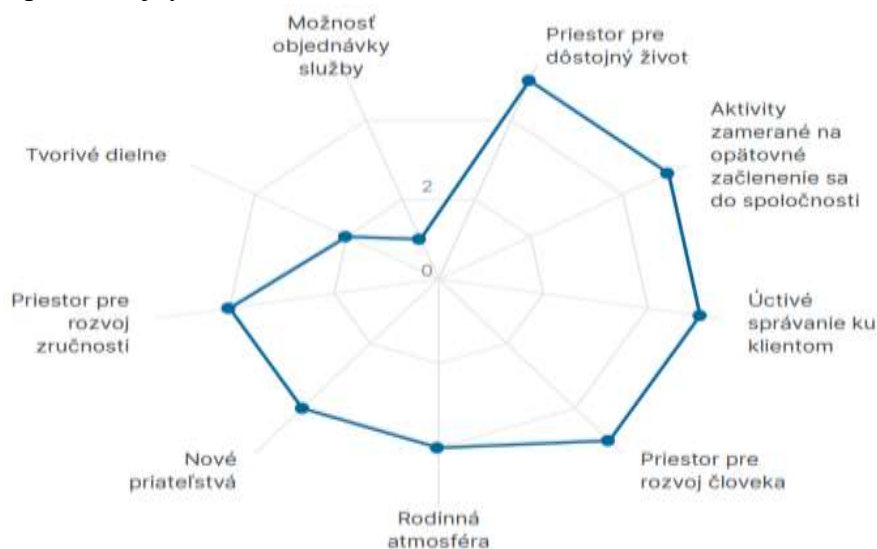 Možnosť
objednávky
služby
Priestor pre
dôstojný život
Aktivity
zamerané na
opätovné
začlenenie sa
do spoločnosti
Tvorivé dielne
2
0
Priestor pre
rozvoj
zručnosti
Úctivé
správanie ku
klientom
Nové
priateľstvá
Priestor pre
rozvoj človeka
Rodinná
atmosféra